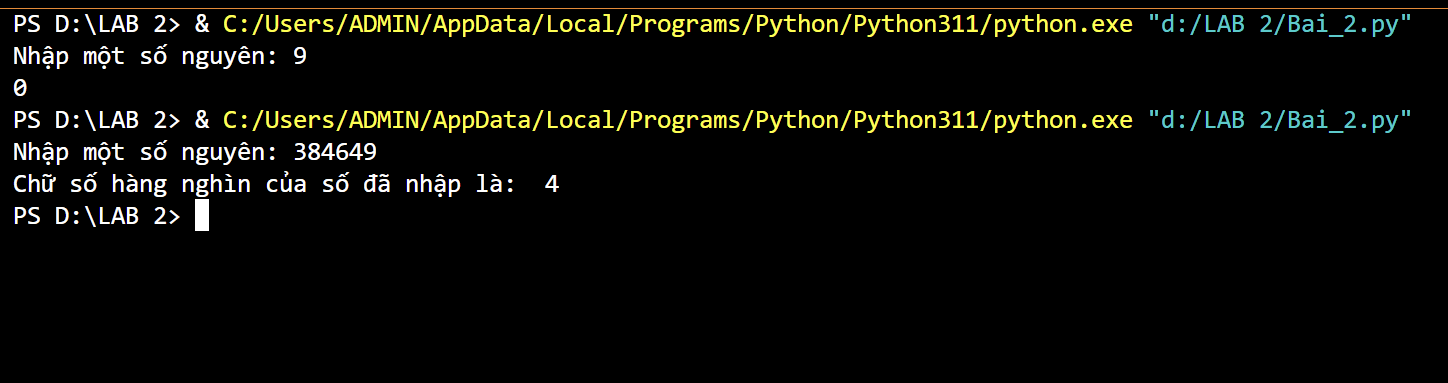 PS D:\LAB 2> & C:/Users/ADMIN/AppData/Local/Programs/Python/Python311/python.exe "d:/LAB 2/Bai_2.py"
Nhập một số nguyên: 9
0
PS D:\LAB 2> & C:/Users/ADMIN/AppData/Local/Programs/Python/Python311/python.exe "d:/LAB 2/Bai_2.py"
Nhập một số nguyên: 384649
Chữ số hàng nghìn của số đã nhập là:  4
PS D:\LAB 2>